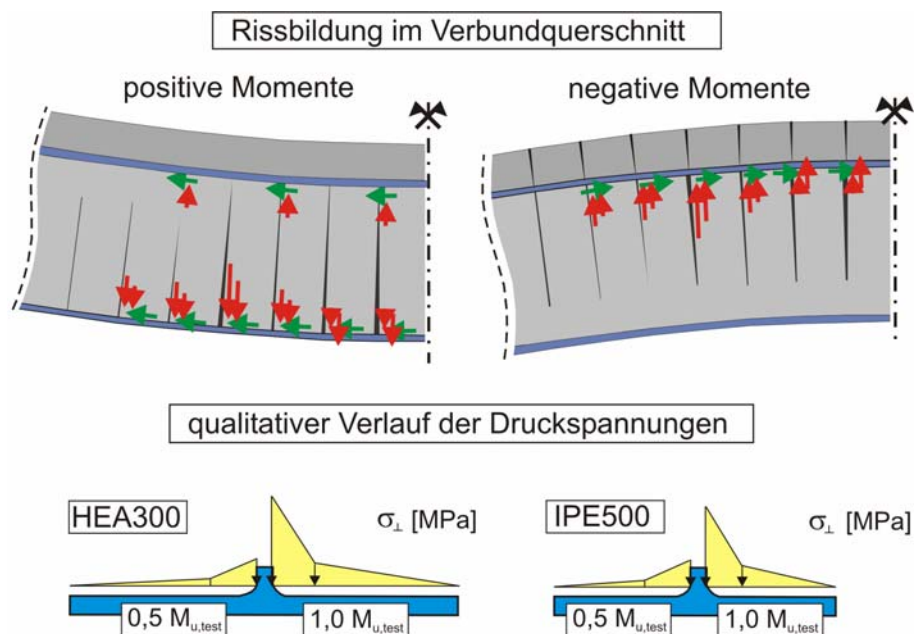 Rissbildung im Verbundquerschnitt
positive Momente
negative Momente
qualitativer Verlauf der Druckspannungen
HEA300
σ⊥ [MPa]
IPE500
σ⊥ [MPa]
0,5 Mu,test
1,0 Mu,test
0,5 Mu,test
1,0 Mu,test